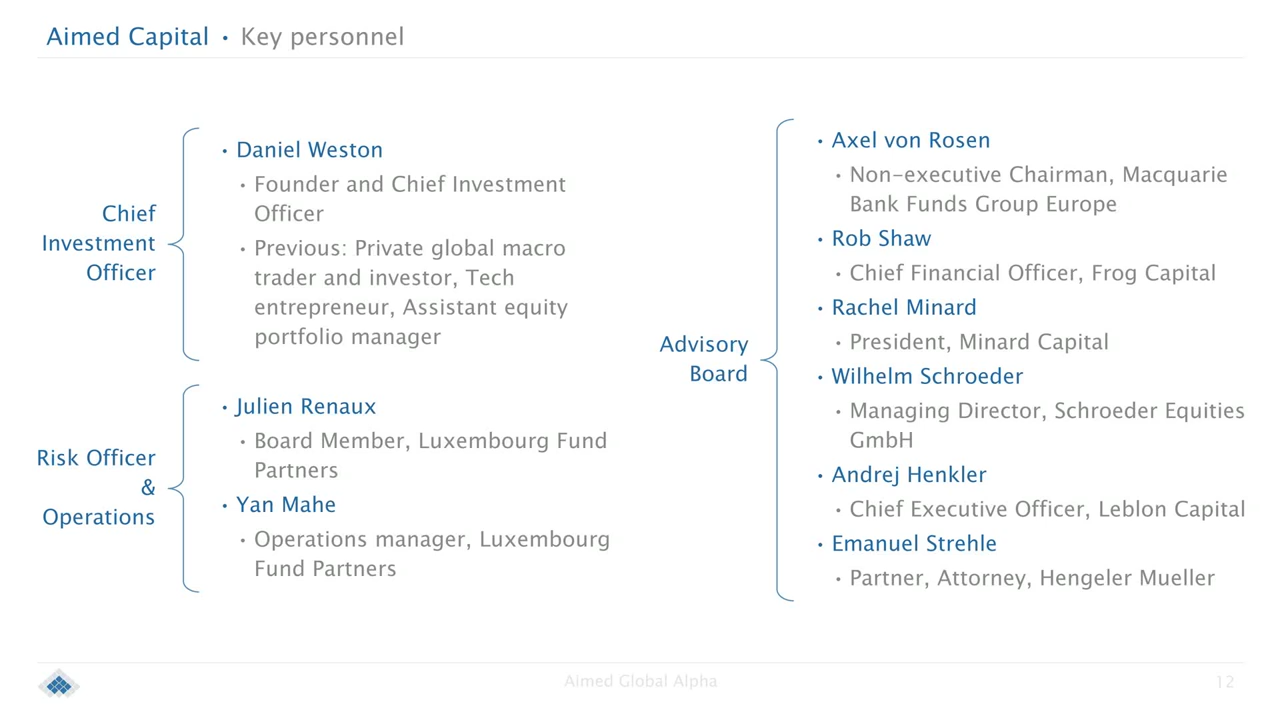 Aimed Capital • Key personnel
Chief
Investment
Officer
• Daniel Weston
• Founder and Chief Investment
Officer
• Previous: Private global macro
trader and investor, Tech
entrepreneur, Assistant equity
portfolio manager
Risk Officer
&
Operations
• Julien Renaux
• Board Member, Luxembourg Fund
Partners
• Yan Mahe
• Operations manager, Luxembourg
Fund Partners
Advisory
Board
• Axel von Rosen
• Non-executive Chairman, Macquarie
Bank Funds Group Europe
• Rob Shaw
• Chief Financial Officer, Frog Capital
• Rachel Minard
• President, Minard Capital
• Wilhelm Schroeder
• Managing Director, Schroeder Equities
GmbH
• Andrej Henkler
• Chief Executive Officer, Leblon Capital
• Emanuel Strehle
• Partner, Attorney, Hengeler Mueller
Aimed Global Alpha
12